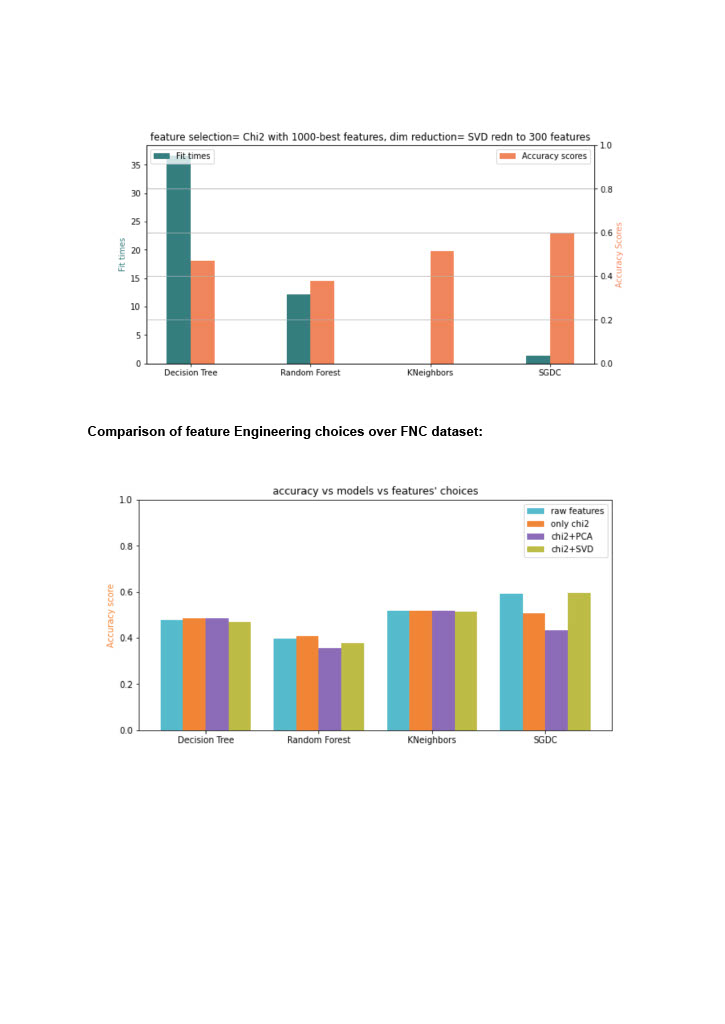 feature selection= Chi2 with 1000-best features, dim reduction= SVD redn to 300 features
Fit times
Accuracy scores
35
30
25
20
15
10
5
0
Fit times
1.0
0.8
0.6
0.4
0.2
0.0
Accuracy Scores
Decision Tree Random Forest KNeighbors SGDC
Comparison of feature Engineering choices over FNC dataset:
accuracy vs models vs features' choices
raw features
only chi2
chi2+PCA
chi2+SVD
1.0
0.8
0.6
0.4
0.2
0.0
Accuracy score
Decision Tree Random Forest KNeighbors SGDC